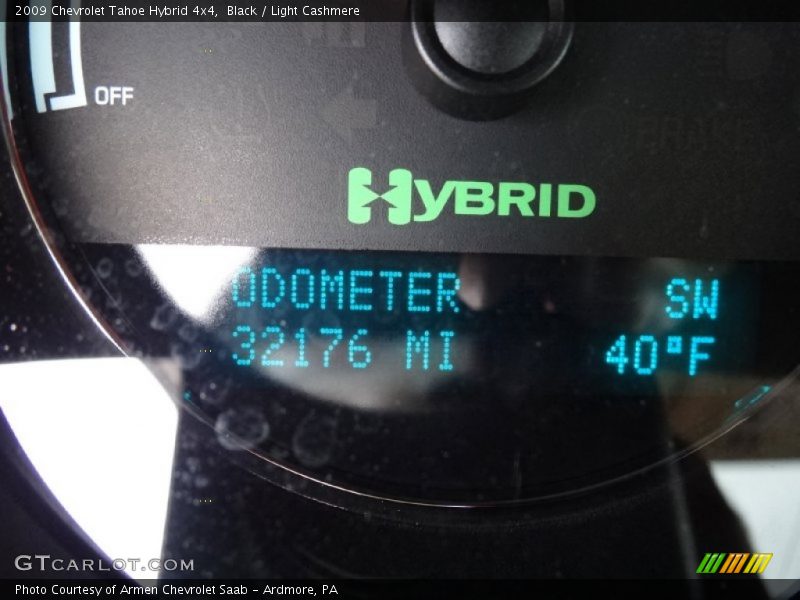 2009 Chevrolet Tahoe Hybrid 4x4, Black / Light Cashmere
OFF
HYBRID
ODOMETER SW
32176 MI 40°F
GTCARLOT.COM
Photo Courtesy of Armen Chevrolet Saab - Ardmore, PA